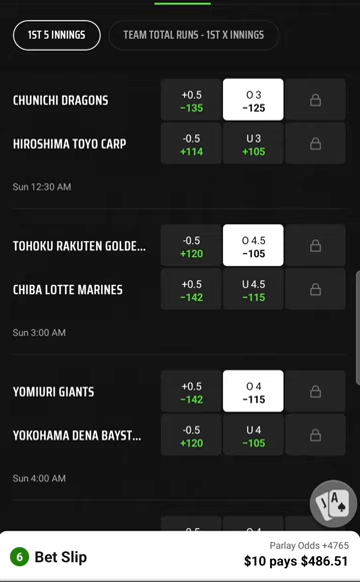 1ST 5 INNINGS
TEAM TOTAL RUNS - 1ST X INNINGS
CHUNICHI DRAGONS
+0.5
−135
O 3
−125
HIROSHIMA TOYO CARP
-0.5
+114
U 3
+105
Sun 12:30 AM
TOHOKU RAKUTEN GOLDE...
-0.5
+120
O 4.5
−105
CHIBA LOTTE MARINES
+0.5
−142
U 4.5
−115
Sun 3:00 AM
YOMIURI GIANTS
+0.5
−142
O 4
−115
YOKOHAMA DENA BAYST...
-0.5
+120
U 4
−105
Sun 4:00 AM
A
6
Bet Slip
Parlay Odds +4765
$10 pays $486.51